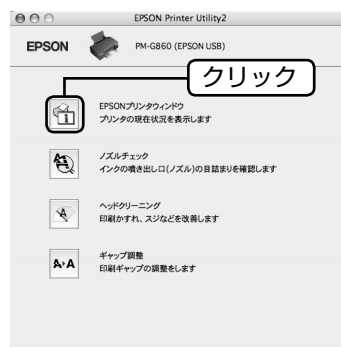 EPSON Printer Utility2
EPSON
PM-G860 (EPSON USB)
クリック
EPSONプリンタウィンドウ
プリンタの現在状況を表示します
ノズルチェック
インクの噴き出し口(ノズル)の目詰まりを確認します
ヘッドクリーニング
印刷かすれ、スジなどを改善します
A›A
ギャップ調整
印刷ギャップの調整をします